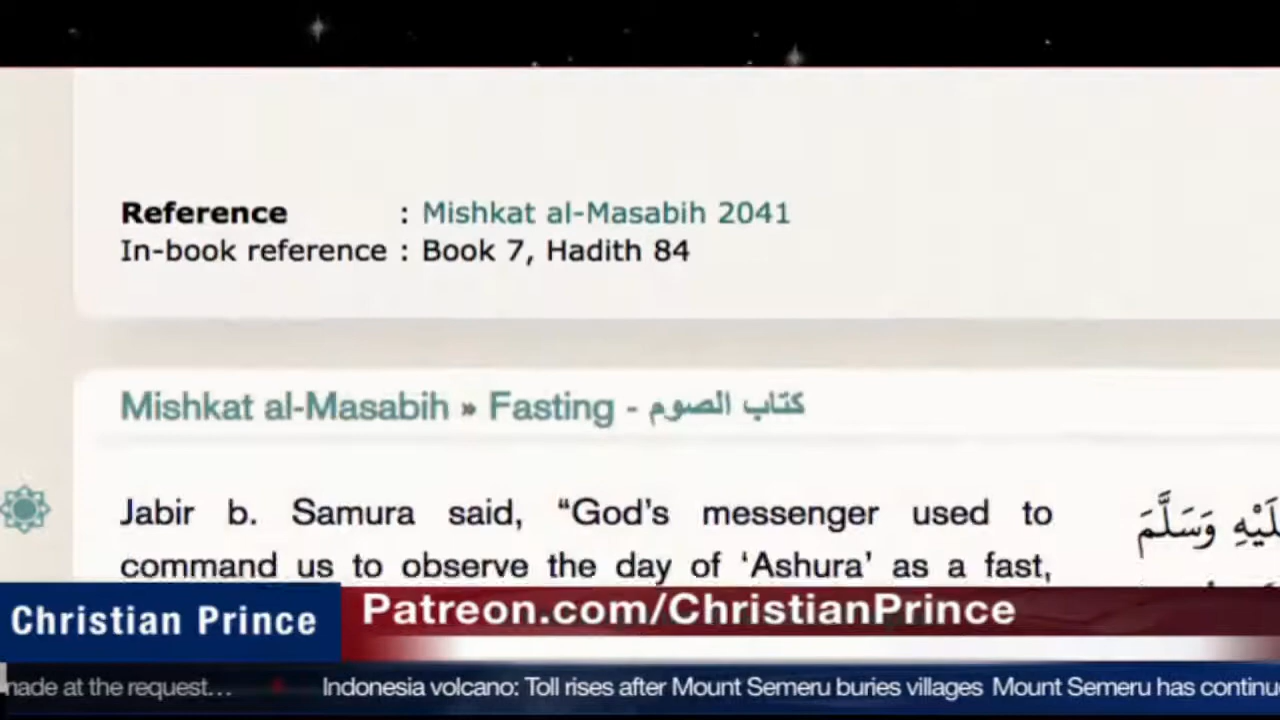 Reference : Mishkat al-Masabih 2041
In-book reference : Book 7, Hadith 84
Mishkat al-Masabih » Fasting - كتاب الصوم
Jabir b. Samura said, “God’s messenger used to
command us to observe the day of ‘Ashura’ as a fast,
وَسَلَّمَ
Christian Prince
Patreon.com/ChristianPrince
made at the request... Indonesia volcano: Toll rises after Mount Semeru buries villages Mount Semeru has